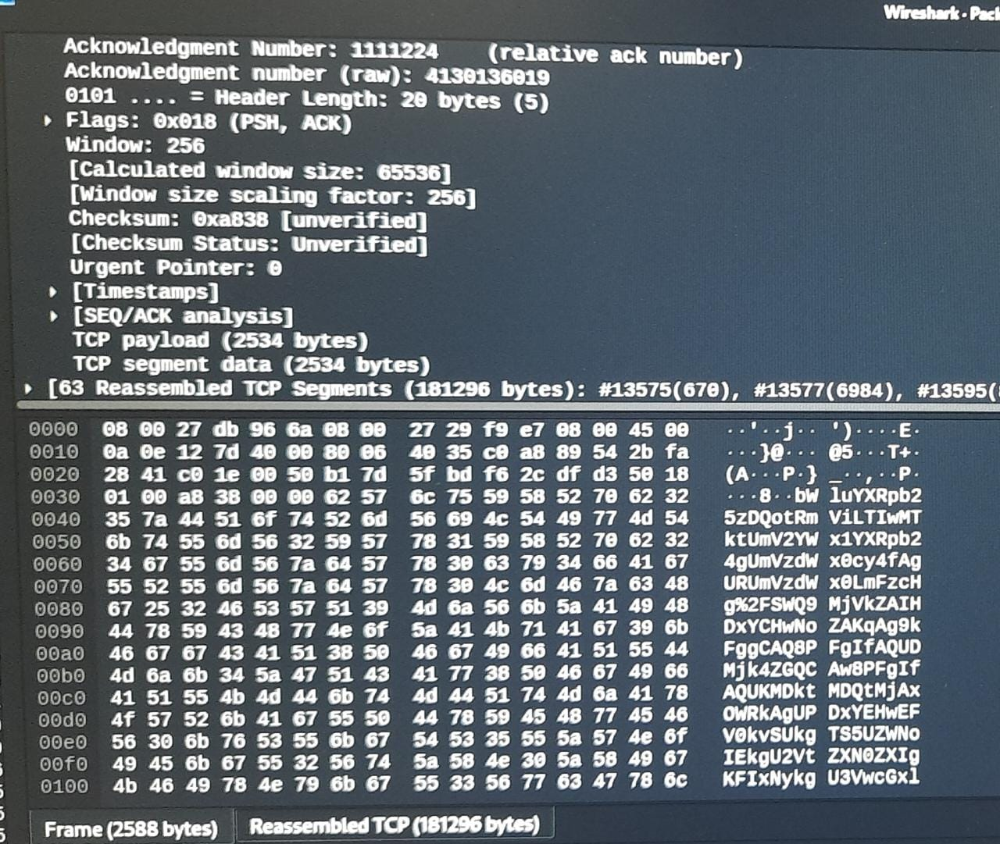 Wireshark · Pack
Acknowledgment Number: 1111224    (relative ack number)
Acknowledgment number (raw): 4130136019
0101 .... = Header Length: 20 bytes (5)
Flags: 0x018 (PSH, ACK)
Window: 256
[Calculated window size: 65536]
[Window size scaling factor: 256]
Checksum: 0xa838 [unverified]
[Checksum Status: Unverified]
Urgent Pointer: 0
[Timestamps]
[SEQ/ACK analysis]
TCP payload (2534 bytes)
TCP segment data (2534 bytes)
[63 Reassembled TCP Segments (181296 bytes): #13575(670), #13577(6984), #13595(
0000  08 00 27 db 96 6a 08 00  27 29 f9 e7 08 00 45 00  ··'··j·· ')····E·
0010  0a 0e 12 7d 40 00 80 06  40 35 c0 a8 89 54 2b fa  ···}@··· @5···T+·
0020  28 41 c0 1e 00 50 b1 7d  5f bd f6 2c df d3 50 18  (A···P·} _··,··P·
0030  01 00 a8 38 00 00 62 57  6c 75 59 58 52 70 62 32  ···8··bW luYXRpb2
0040  35 7a 44 51 6f 74 52 6d  56 69 4c 54 49 77 4d 54  5zDQotRm ViLTIwMT
0050  6b 74 55 6d 56 32 59 57  78 31 59 58 52 70 62 32  ktUmV2YW x1YXRpb2
0060  34 67 55 6d 56 7a 64 57  78 30 63 79 34 66 41 67  4gUmVzdW x0cy4fAg
0070  55 52 55 6d 56 7a 64 57  78 30 4c 6d 46 7a 63 48  URUmVzdW x0LmFzcH
0080  67 25 32 46 53 57 51 39  4d 6a 56 6b 5a 41 49 48  g%2FSWQ9 MjVkZAIH
0090  44 78 59 43 48 77 4e 6f  5a 41 4b 71 41 67 39 6b  DxYCHwNo ZAKqAg9k
00a0  46 67 67 43 41 51 38 50  46 67 49 66 41 51 55 44  FggCAQ8P FgIfAQUD
00b0  4d 6a 6b 34 5a 47 51 43  41 77 38 50 46 67 49 66  Mjk4ZGQC Aw8PFgIf
00c0  41 51 55 4b 4d 44 6b 74  4d 44 51 74 4d 6a 41 78  AQUKMDkt MDQtMjAx
00d0  4f 57 52 6b 41 67 55 50  44 78 59 45 48 77 45 46  OWRkAgUP DxYEHwEF
00e0  56 30 6b 76 53 55 6b 67  54 53 35 55 5a 57 4e 6f  V0kvSUkg TS5UZWNo
00f0  49 45 6b 67 55 32 56 74  5a 58 4e 30 5a 58 49 67  IEkgU2Vt ZXN0ZXIg
0100  4b 46 49 78 4e 79 6b 67  55 33 56 77 63 47 78 6c  KFIxNykg U3VwcGxl
Frame (2588 bytes)  Reassembled TCP (181296 bytes)